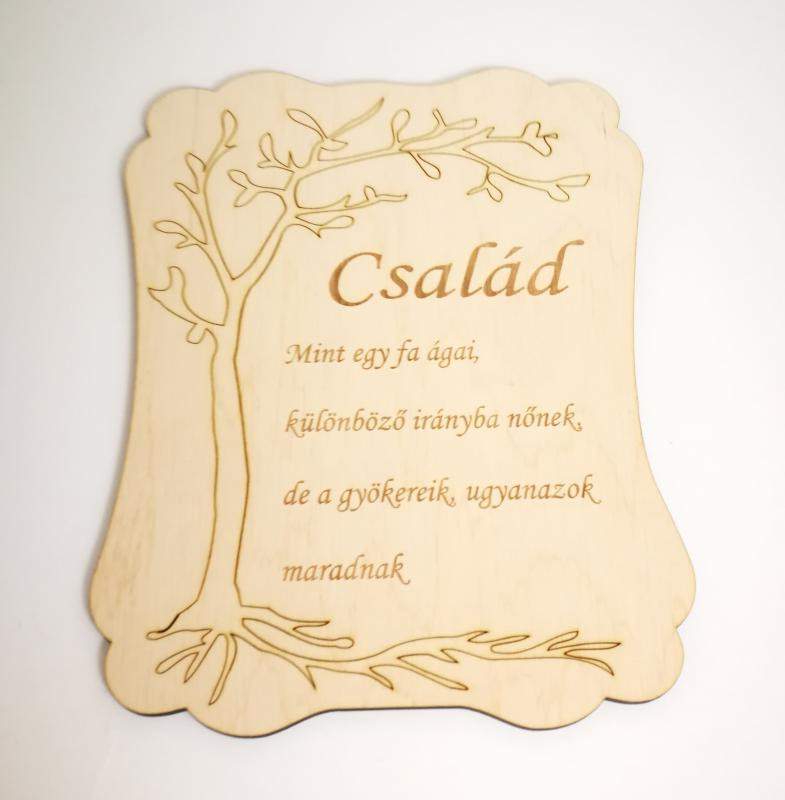 Család
Mint egy fa ágai,
különböző irányba nőnek,
de a gyökereik, ugyanazok
maradnak